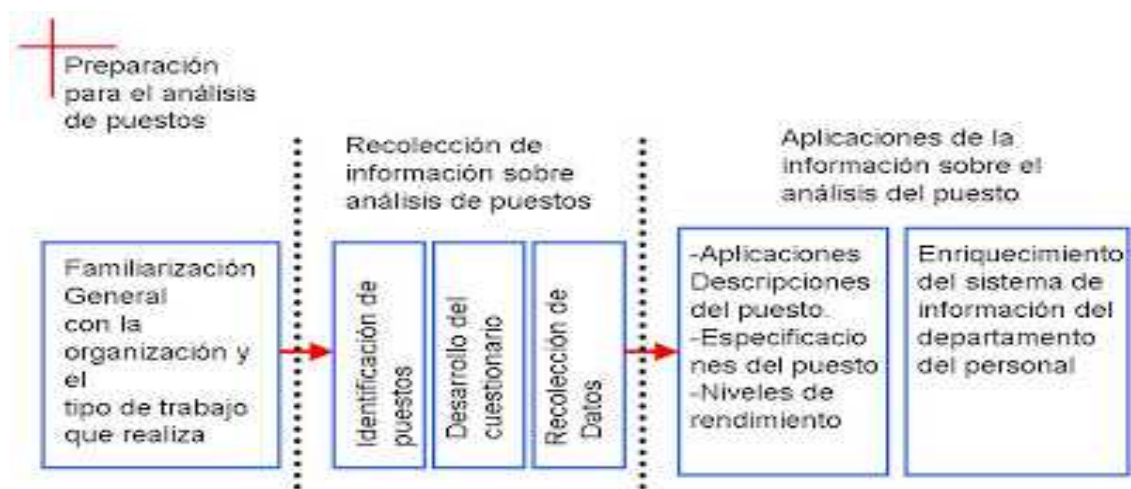 Preparación
para el análisis
de puestos
Recolección de
información sobre
análisis de puestos
Aplicaciones de la
información sobre el
análisis del puesto
Familiarización
General
con la
organización y
el
tipo de trabajo
que realiza
Identificación de
puestos
Desarrollo del
cuestionario
Recolección de
Datos
-Aplicaciones
Descripciones
del puesto.
-Especificacio
nes del puesto
-Niveles de
rendimiento
Enriquecimiento
del sistema de
información del
departamento
del personal